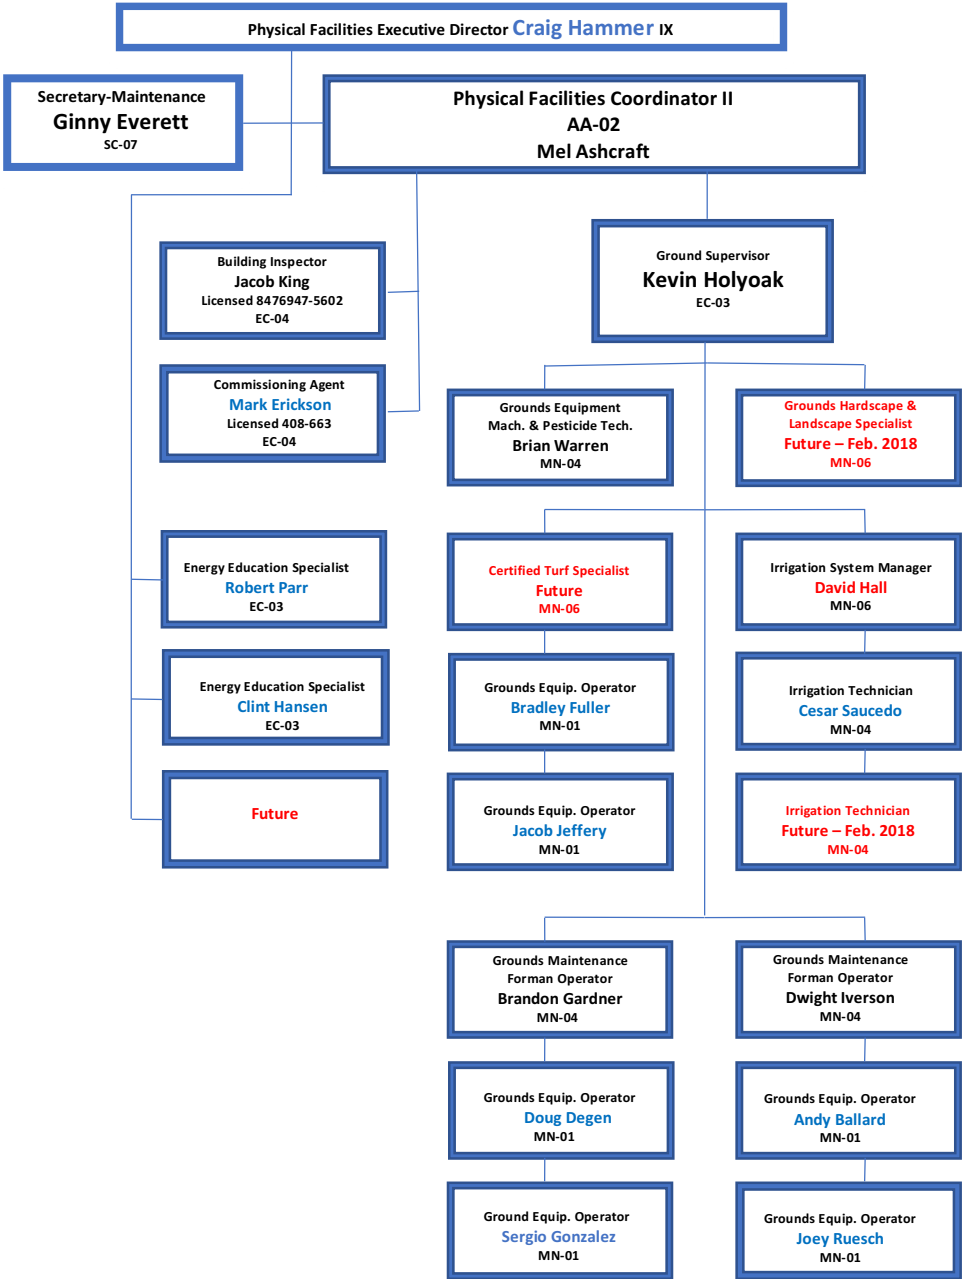 Physical Facilities Executive Director Craig Hammer IX
Secretary-Maintenance
Ginny Everett
SC-07
Physical Facilities Coordinator II
AA-02
Mel Ashcraft
Building Inspector
Jacob King
Licensed 8476947-5602
EC-04
Ground Supervisor
Kevin Holyoak
EC-03
Commissioning Agent
Mark Erickson
Licensed 408-663
EC-04
Grounds Equipment
Mach. & Pesticide Tech.
Brian Warren
MN-04
Grounds Hardscape &
Landscape Specialist
Future – Feb. 2018
MN-06
Energy Education Specialist
Robert Parr
EC-03
Certified Turf Specialist
Future
MN-06
Irrigation System Manager
David Hall
MN-06
Energy Education Specialist
Clint Hansen
EC-03
Grounds Equip. Operator
Bradley Fuller
MN-01
Irrigation Technician
Cesar Saucedo
MN-04
Future
Grounds Equip. Operator
Jacob Jeffery
MN-01
Irrigation Technician
Future – Feb. 2018
MN-04
Grounds Maintenance
Forman Operator
Brandon Gardner
MN-04
Grounds Maintenance
Forman Operator
Dwight Iverson
MN-04
Grounds Equip. Operator
Doug Degen
MN-01
Grounds Equip. Operator
Andy Ballard
MN-01
Ground Equip. Operator
Sergio Gonzalez
MN-01
Grounds Equip. Operator
Joey Ruesch
MN-01